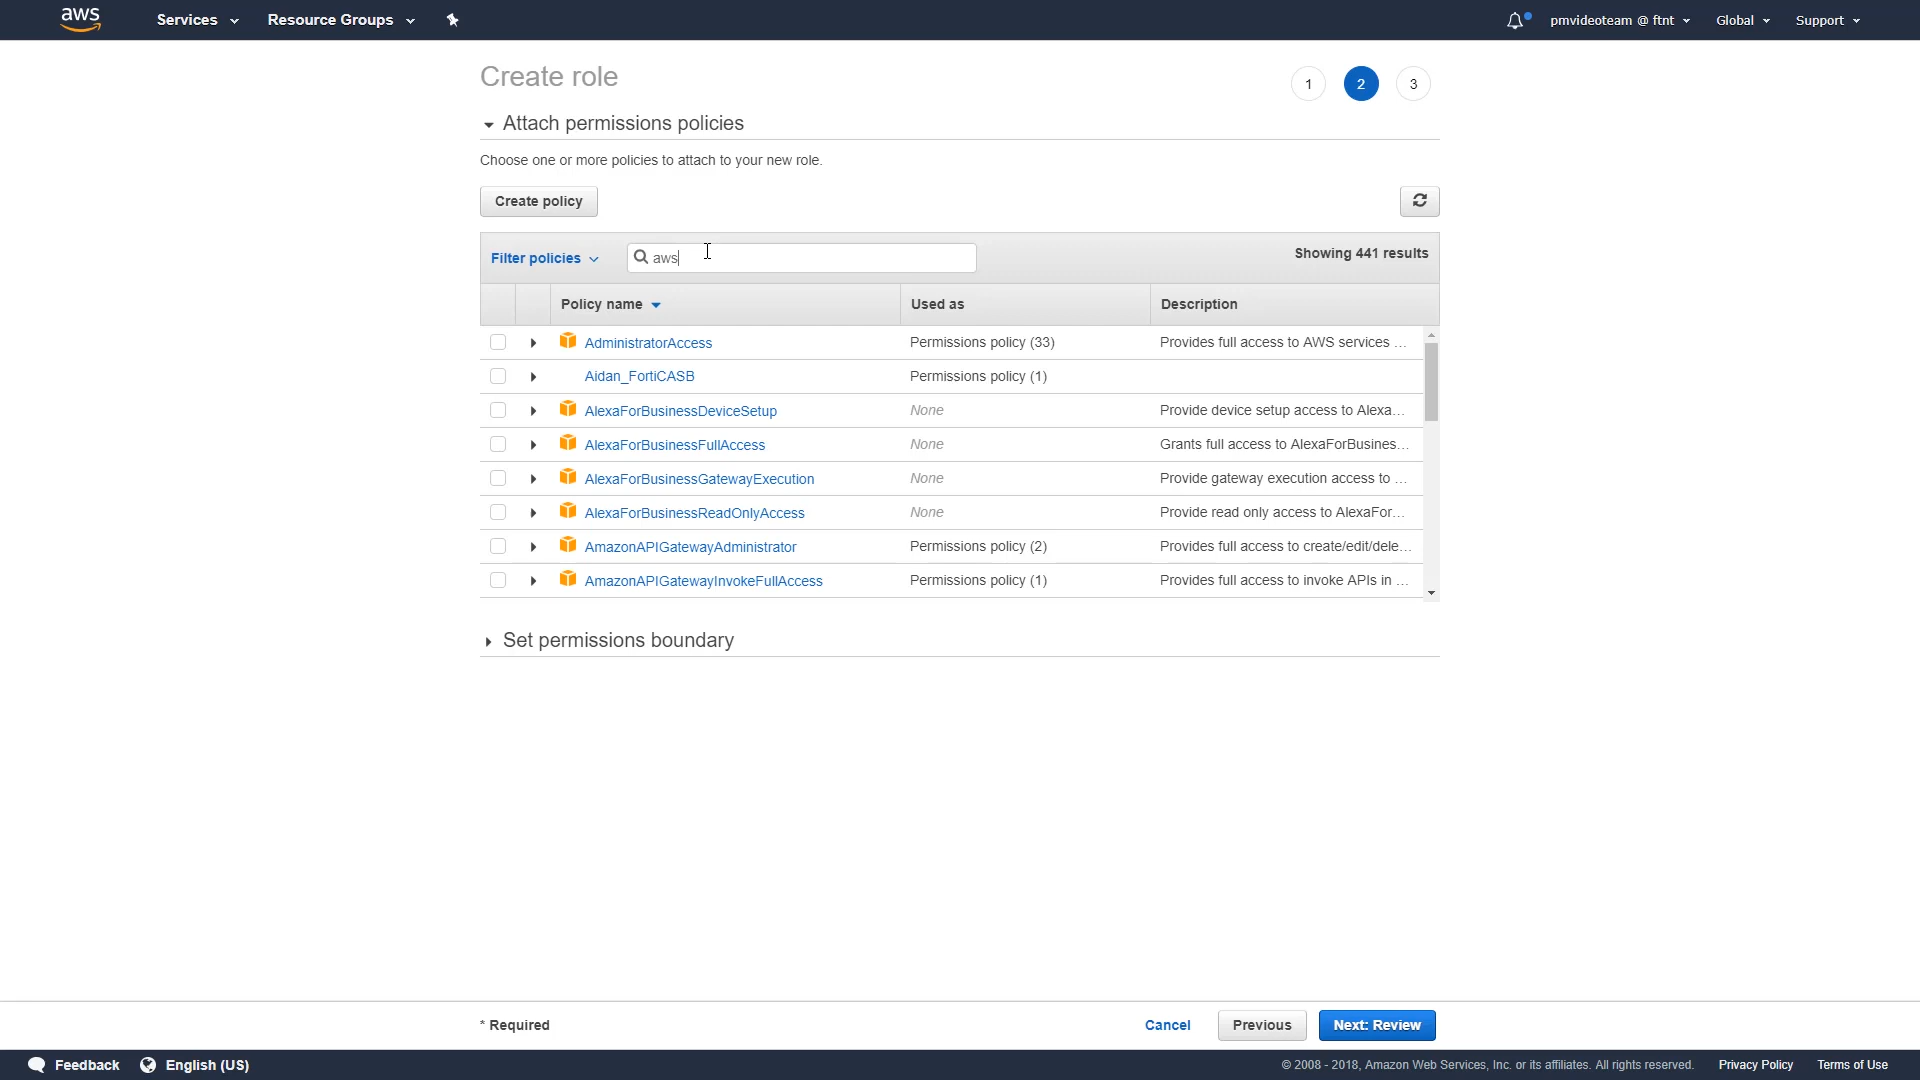 aws Services Resource Groups pmvideoteam @ ftnt Global Support
Create role
1 2 3
Attach permissions policies
Choose one or more policies to attach to your new role.
Create policy
Filter policies aws Showing 441 results
Policy name Used as Description
AdministratorAccess Permissions policy (33) Provides full access to AWS services ...
Aidan_FortiCASB Permissions policy (1)
AlexaForBusinessDeviceSetup None Provide device setup access to Alexa...
AlexaForBusinessFullAccess None Grants full access to AlexaForBusines...
AlexaForBusinessGatewayExecution None Provide gateway execution access to ...
AlexaForBusinessReadOnlyAccess None Provide read only access to AlexaFor...
AmazonAPIGatewayAdministrator Permissions policy (2) Provides full access to create/edit/dele...
AmazonAPIGatewayInvokeFullAccess Permissions policy (1) Provides full access to invoke APIs in ...
Set permissions boundary
* Required Cancel Previous Next: Review
Feedback English (US) © 2008 - 2018, Amazon Web Services, Inc. or its affiliates. All rights reserved. Privacy Policy Terms of Use